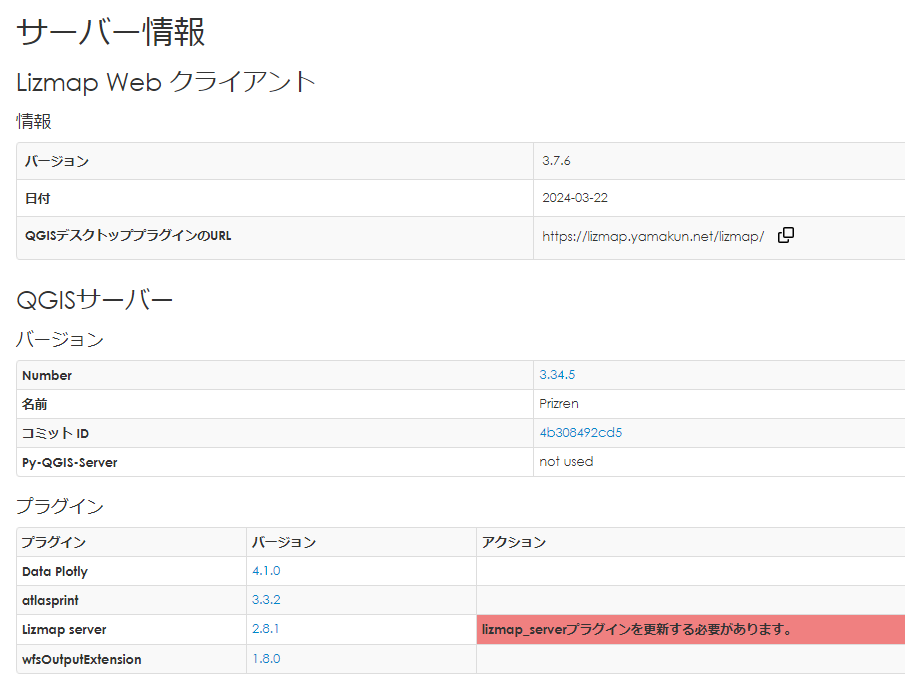 サーバー情報
Lizmap Web クライアント
情報
バージョン 3.7.6
日付 2024-03-22
QGISデスクトッププラグインのURL https://lizmap.yamakun.net/lizmap/
QGISサーバー
バージョン
Number 3.34.5
名前 Prizren
コミット ID 4b308492cd5
Py-QGIS-Server not used
プラグイン
プラグイン バージョン アクション
Data Plotly 4.1.0
atlasprint 3.3.2
Lizmap server 2.8.1 lizmap_serverプラグインを更新する必要があります。
wfsOutputExtension 1.8.0